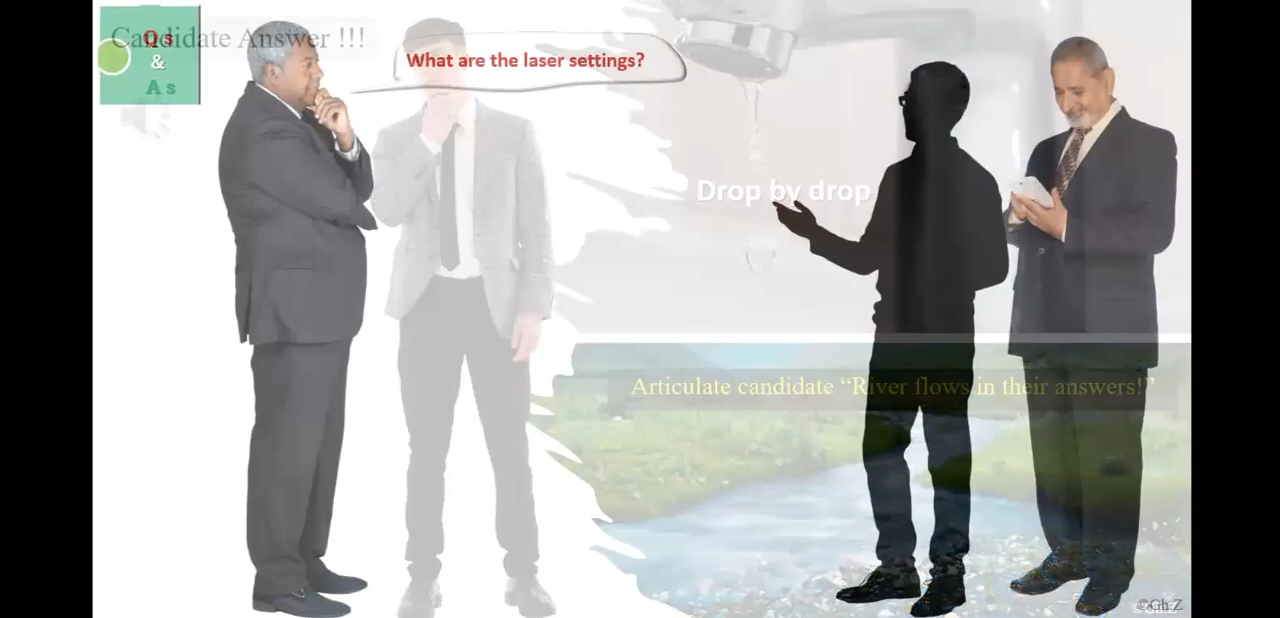 Candidate Answer !!!
Qs
&
As
What are the laser settings?
Drop by drop
Articulate candidate “River flows in their answers!”
©Gh.Z